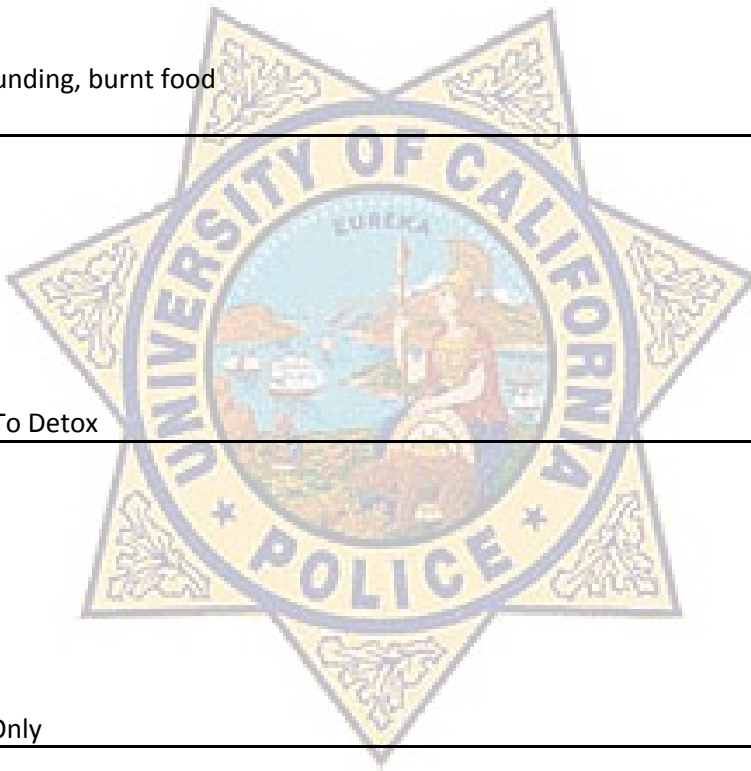 unding, burnt food
UNIVERSITY OF CALIFORNIA
EUREKA
To Detox
POLICE
Only